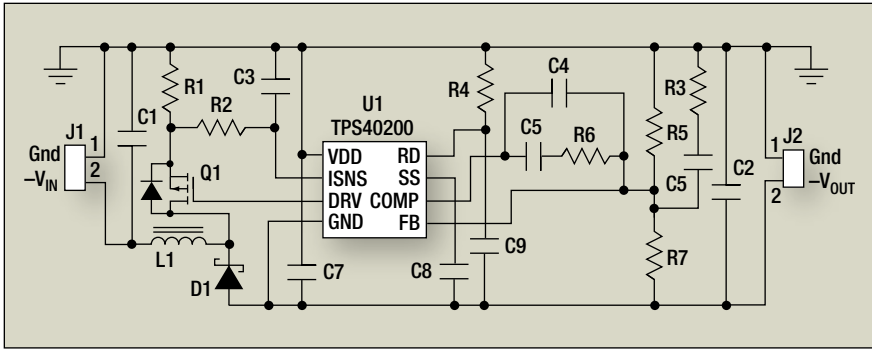 J1
Gnd 1
–VIN 2
C1
R1
R2
C3
Q1
L1
D1
C7
U1
TPS40200
VDD
ISNS
DRV
GND
RD
SS
COMP
FB
C8
C9
R4
C4
C5
R6
R5
R3
C5
R7
C2
J2
1 Gnd
2 –VOUT